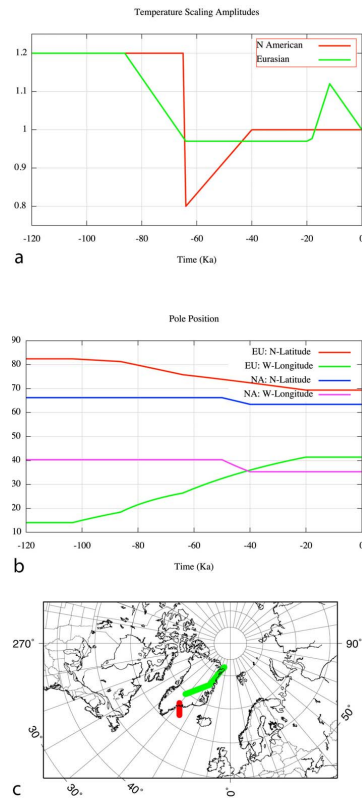 Temperature Scaling Amplitudes
N American
Eurasian
1.2
1.1
1
0.9
0.8
-120 -100 -80 -60 -40 -20 0
Time (Ka)
a
Pole Position
EU: N-Latitude
EU: W-Longitude
NA: N-Latitude
NA: W-Longitude
90
80
70
60
50
40
30
20
10
-120 -100 -80 -60 -40 -20 0
Time (Ka)
b
270° 90°
30° 50°
40°
30° 0°
c